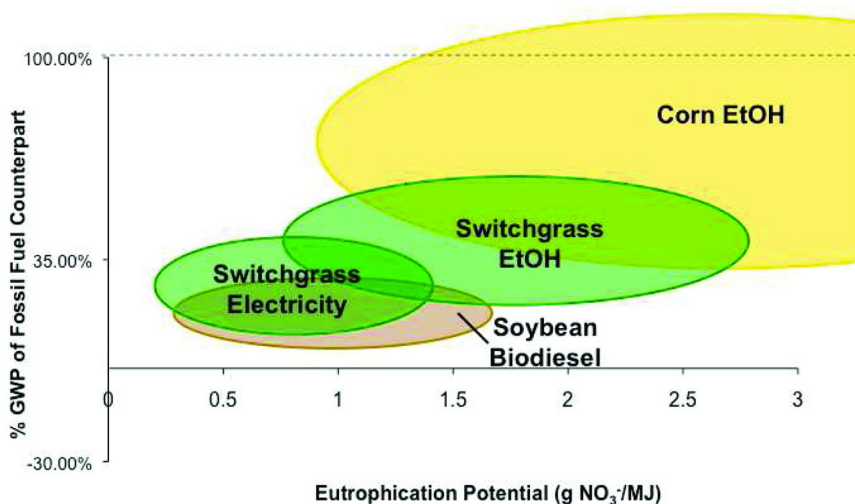 100.00%
Corn EtOH
Switchgrass
EtOH
35.00%
Switchgrass
Electricity
Soybean
Biodiesel
0 0.5 1 1.5 2 2.5 3
-30.00%
% GWP of Fossil Fuel Counterpart
Eutrophication Potential (g NO₃⁻/MJ)